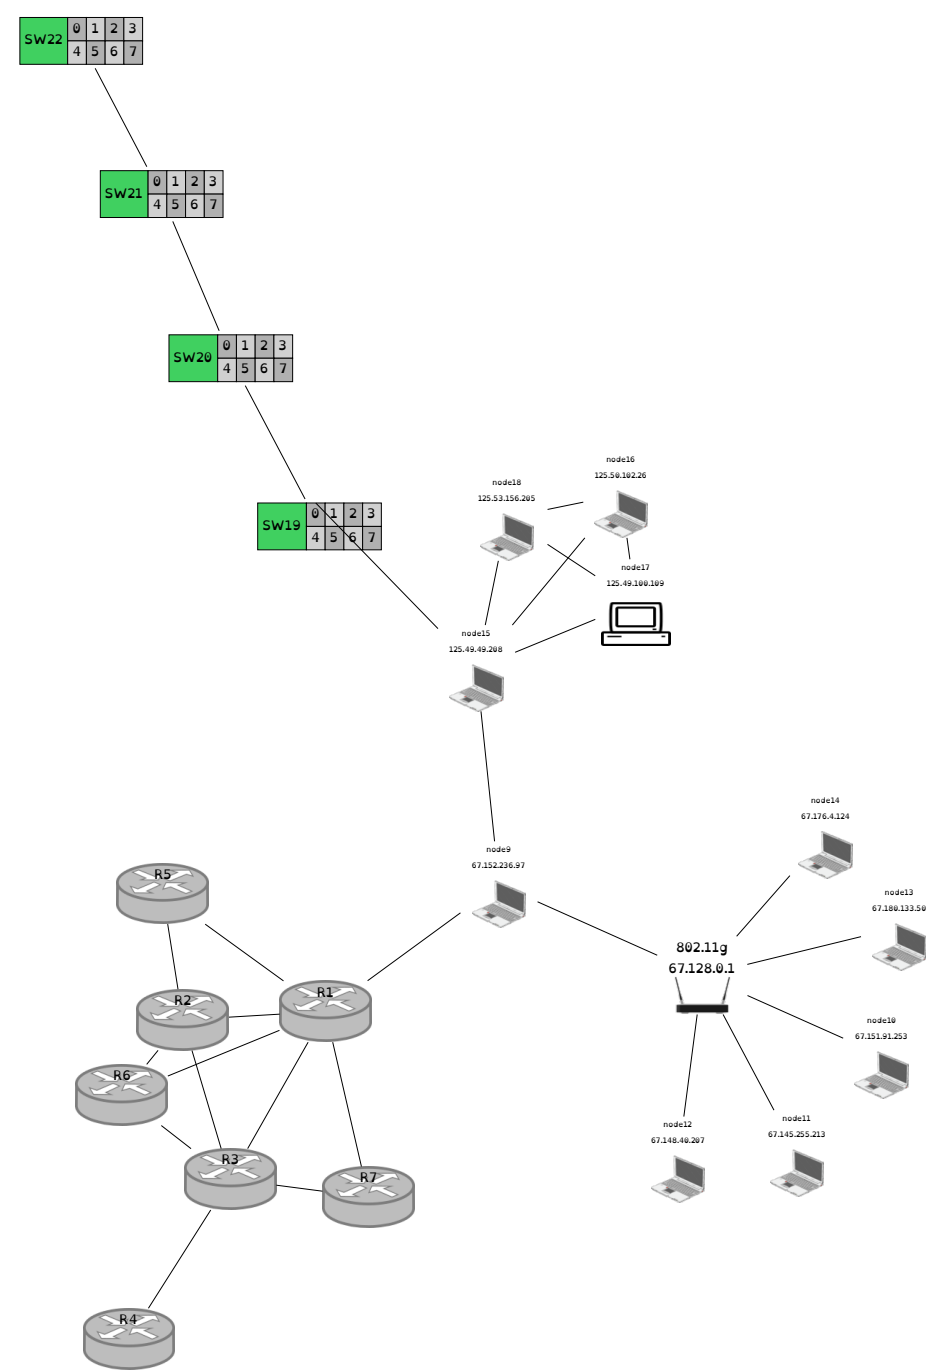 SW22 0 1 2 3
4 5 6 7
SW21 0 1 2 3
4 5 6 7
SW20 0 1 2 3
4 5 6 7
node16
125.50.102.26
node18
125.53.156.205
SW19 0 1 2 3
4 5 6 7
node17
125.49.100.109
node15
125.49.49.208
node14
67.176.4.124
node9
67.152.236.97
R5
node13
67.180.133.50
802.11g
67.128.0.1
R1
R2
node10
67.151.91.253
R6
node11
67.145.255.213
node12
67.148.40.207
R3
R7
R4